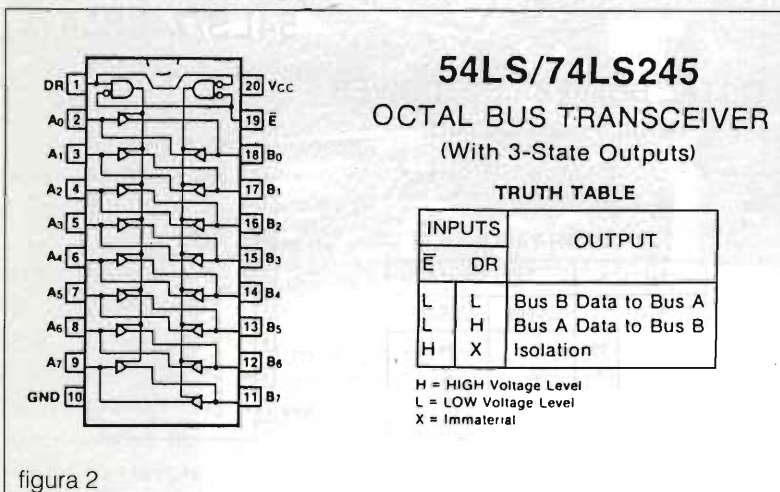 DR 1 20 VCC
A0 2 19 E̅
A1 3 18 B0
A2 4 17 B1
A3 5 16 B2
A4 6 15 B3
A5 7 14 B4
A6 8 13 B5
A7 9 12 B6
GND 10 11 B7
54LS/74LS245
OCTAL BUS TRANSCEIVER
(With 3-State Outputs)
TRUTH TABLE
INPUTS OUTPUT
E̅ DR
L L Bus B Data to Bus A
L H Bus A Data to Bus B
H X Isolation
H = HIGH Voltage Level
L = LOW Voltage Level
X = Immaterial
figura 2